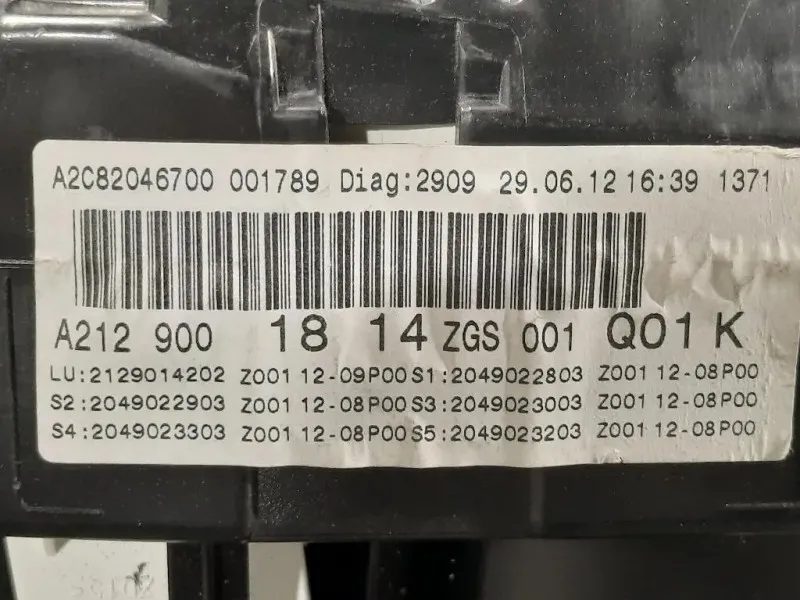 A2C82046700 001789 Diag:2909 29.06.12 16:39 1371
A212 900 18 14 ZGS 001 Q01 K
LU:2129014202 Z001 12-09P00 S1:2049022803 Z001 12-08P00
S2:2049022903 Z001 12-08P00 S3:2049023003 Z001 12-08P00
S4:2049023303 Z001 12-08P00 S5:2049023203 Z001 12-08P00